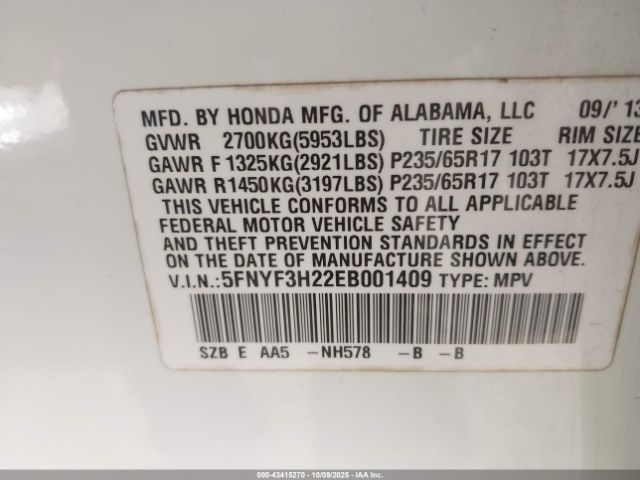 MFD. BY HONDA MFG. OF ALABAMA, LLC 09/'13
GVWR 2700KG(5953LBS) TIRE SIZE RIM SIZE
GAWR F 1325KG(2921LBS) P235/65R17 103T 17X7.5J
GAWR R1450KG(3197LBS) P235/65R17 103T 17X7.5J
THIS VEHICLE CONFORMS TO ALL APPLICABLE
FEDERAL MOTOR VEHICLE SAFETY
AND THEFT PREVENTION STANDARDS IN EFFECT
ON THE DATE OF MANUFACTURE SHOWN ABOVE.
V.I.N.:5FNYF3H22EB001409 TYPE: MPV
SZB E AA5 -NH578 -B -B
000-43415270 - 10/09/2025 - IAAI.COM